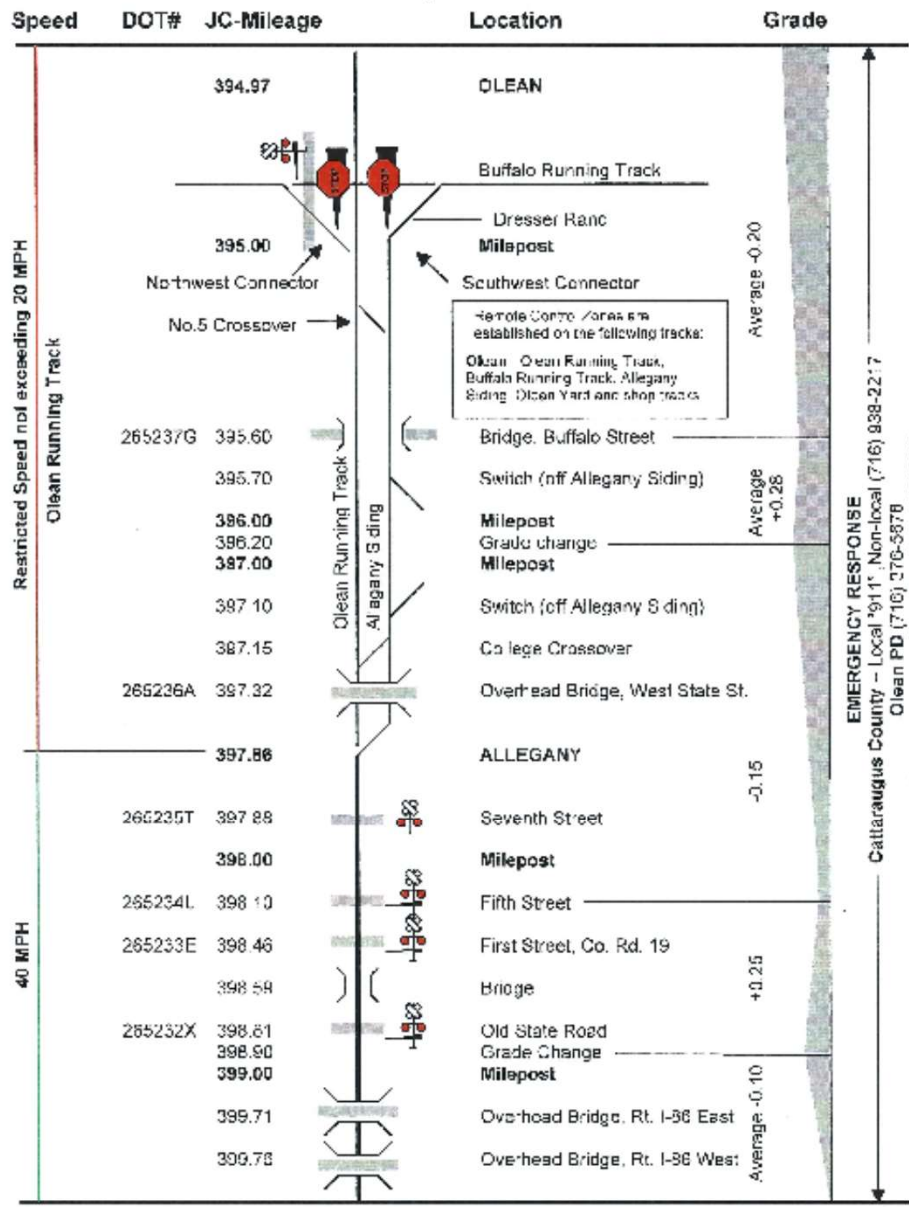 Speed DOT# JC-Mileage Location Grade
394.97 OLEAN
STOP STOP
Buffalo Running Track
Dresser Rand
395.00 Milepost
Northwest Connector Southwest Connector
No.5 Crossover
Remote Control Zones are
established on the following tracks:
Olean - Olean Running Track,
Buffalo Running Track, Allegany
Siding, Olean Yard and shop tracks
265237G 395.60 Bridge, Buffalo Street
395.70 Switch (off Allegany Siding)
396.00 Milepost
396.20 Grade change
397.00 Milepost
397.10 Switch (off Allegany Siding)
397.15 College Crossover
265236A 397.32 Overhead Bridge, West State St.
397.86 ALLEGANY
265235T 397.88 Seventh Street
398.00 Milepost
265234L 398.10 Fifth Street
265233E 398.46 First Street, Co. Rd. 19
398.59 Bridge
265232X 398.81 Old State Road
398.90 Grade Change
399.00 Milepost
399.71 Overhead Bridge, Rt. I-86 East
399.76 Overhead Bridge, Rt. I-86 West
Restricted Speed not exceeding 20 MPH
Olean Running Track
40 MPH
Olean Running Track
Allegany Siding
Average -0.20
Average
+0.28
-0.15
+0.25
Average -0.10
EMERGENCY RESPONSE
Cattaraugus County – Local "911", Non-local (716) 938-2217
Olean PD (716) 376-5678